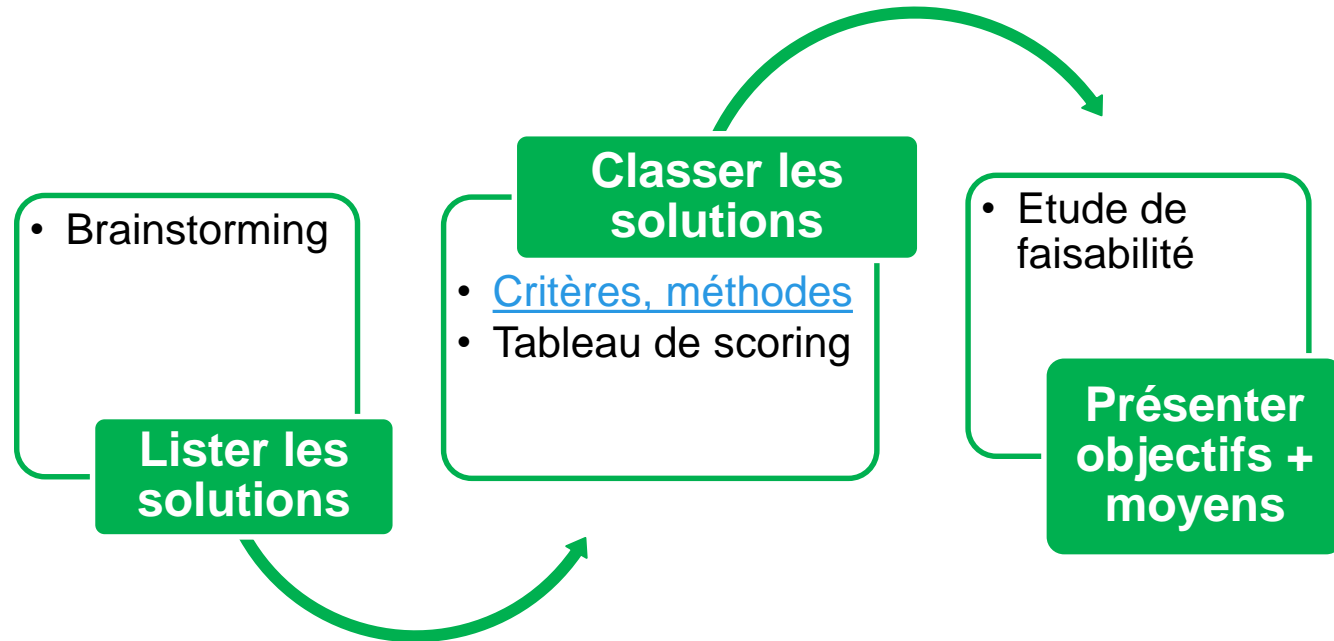 • Brainstorming
Lister les
solutions
Classer les
solutions
• Critères, méthodes
• Tableau de scoring
• Etude de
faisabilité
Présenter
objectifs +
moyens